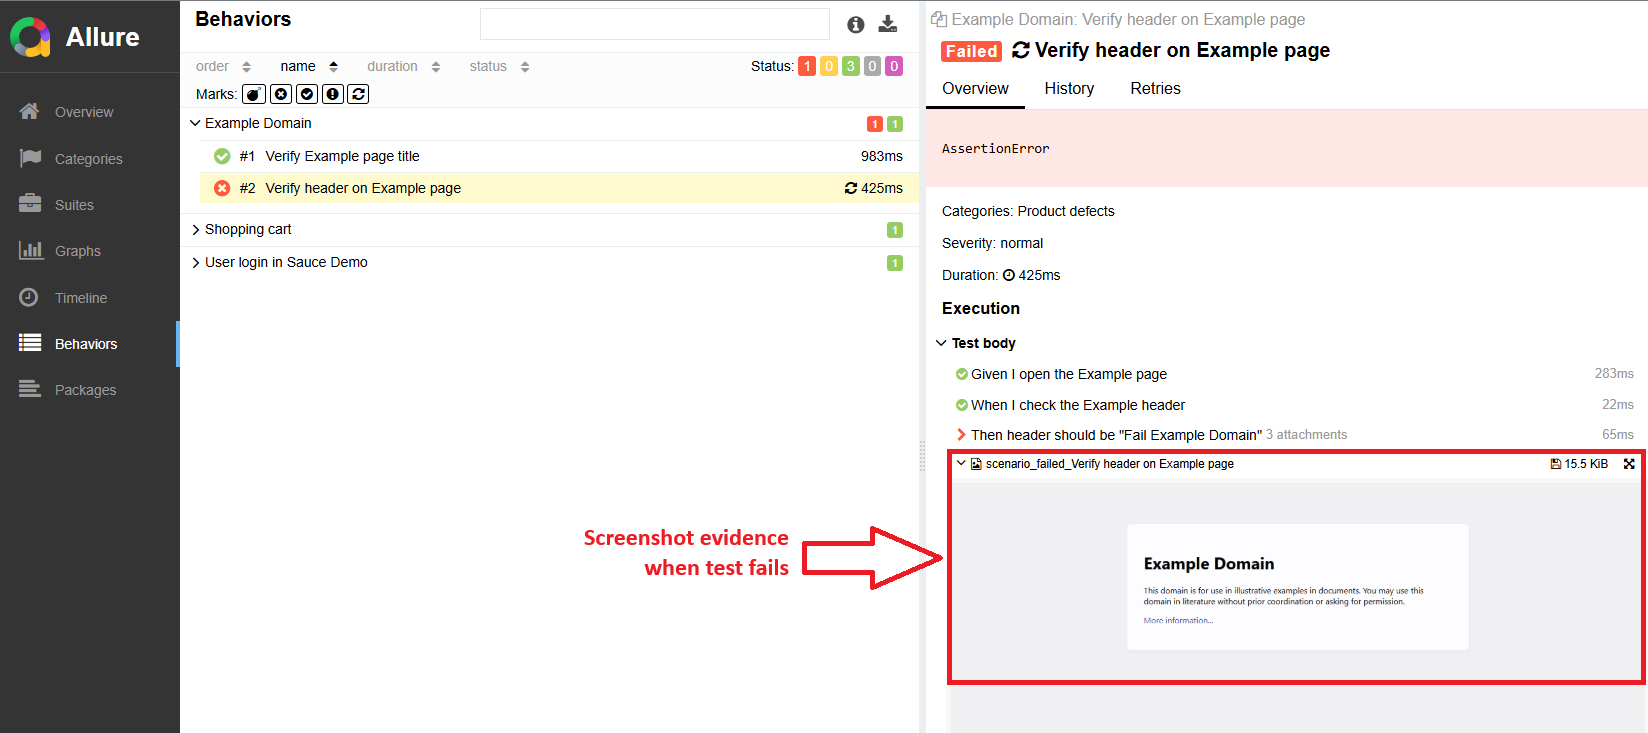 Allure
Overview
Categories
Suites
Graphs
Timeline
Behaviors
Packages
Behaviors
order name duration status Status: 1 0 3 0 0
Marks:
Example Domain 1 1
#1 Verify Example page title 983ms
#2 Verify header on Example page 425ms
Shopping cart 1
User login in Sauce Demo 1
Screenshot evidence
when test fails
Example Domain: Verify header on Example page
Failed Verify header on Example page
Overview History Retries
AssertionError
Categories: Product defects
Severity: normal
Duration: 425ms
Execution
Test body
Given I open the Example page 283ms
When I check the Example header 22ms
Then header should be "Fail Example Domain" 3 attachments 65ms
scenario_failed_Verify header on Example page 15.5 KiB
Example Domain
This domain is for use in illustrative examples in documents. You may use this
domain in literature without prior coordination or asking for permission.
More information...